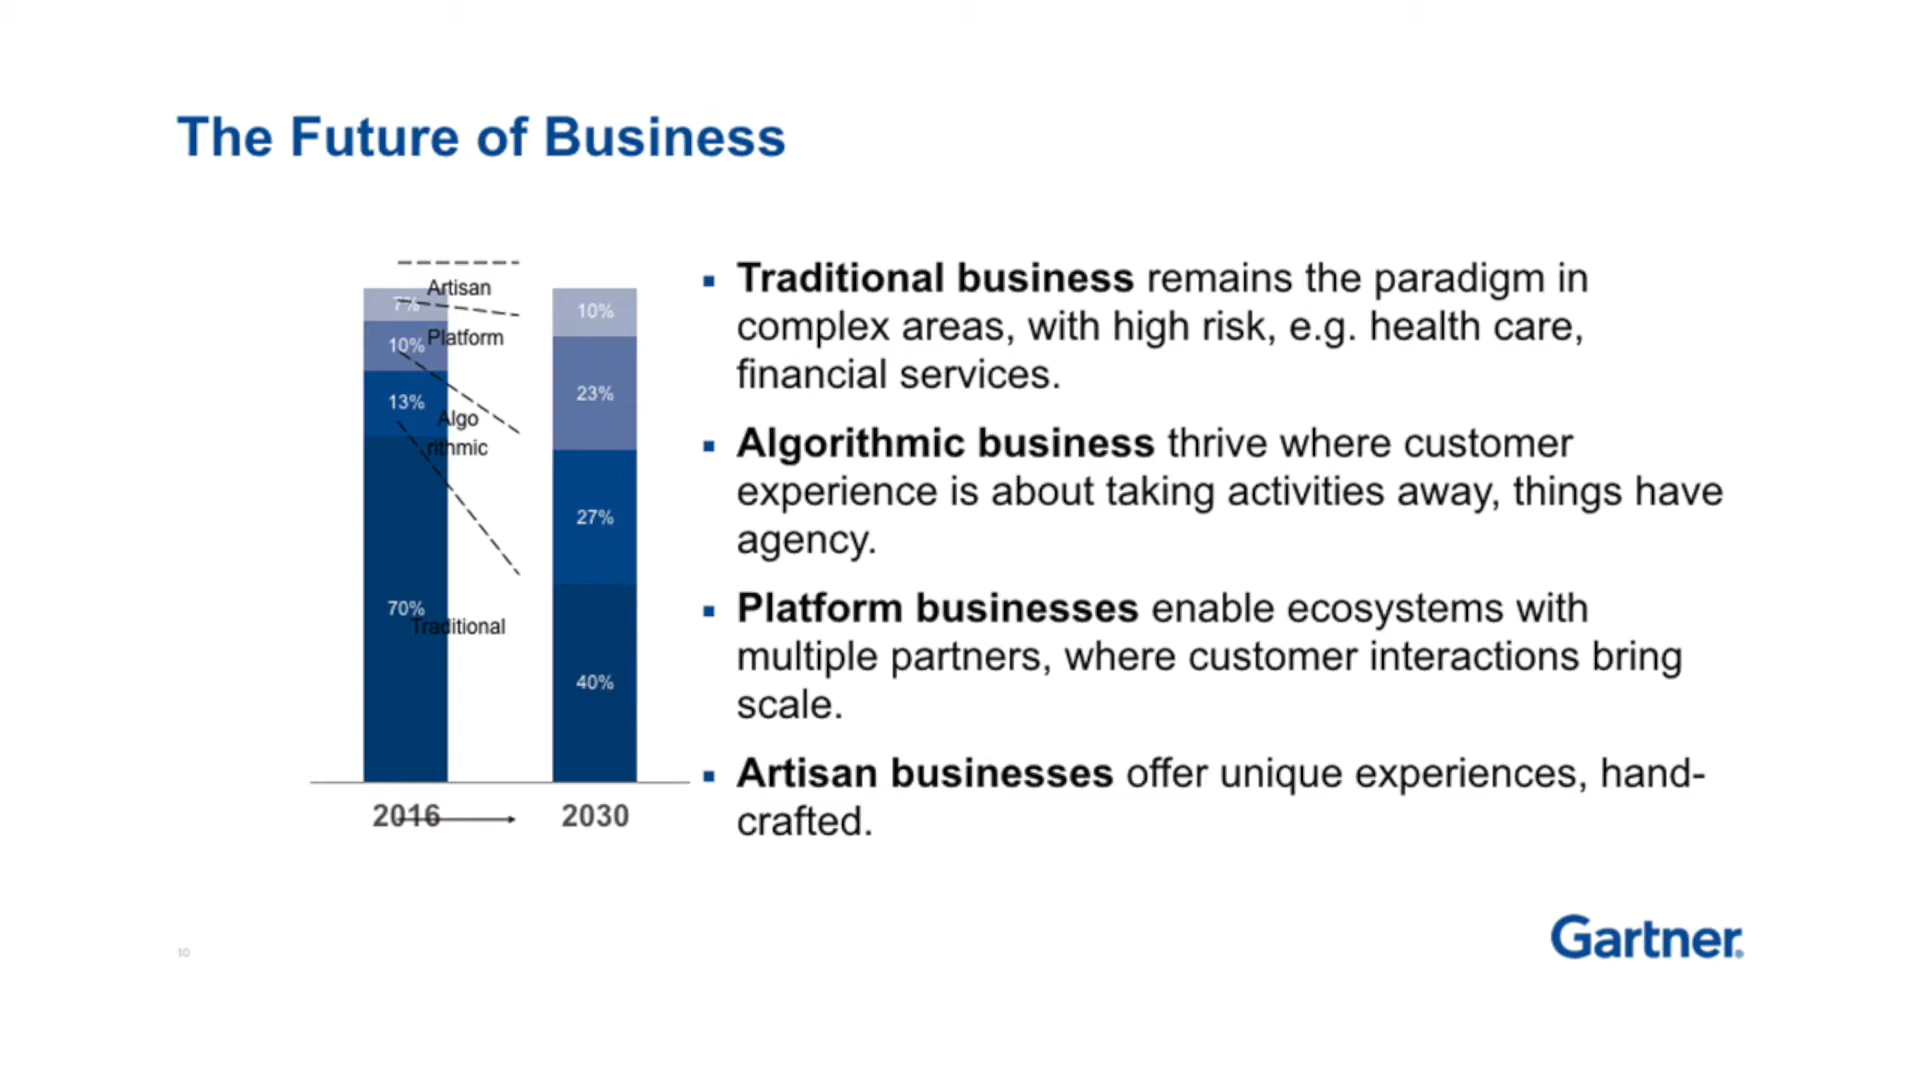 The Future of Business
Artisan
7%
10%
Platform
10%
13%
23%
Algo
rithmic
27%
70%
Traditional
40%
2016
2030
▪ Traditional business remains the paradigm in
complex areas, with high risk, e.g. health care,
financial services.
▪ Algorithmic business thrive where customer
experience is about taking activities away, things have
agency.
▪ Platform businesses enable ecosystems with
multiple partners, where customer interactions bring
scale.
▪ Artisan businesses offer unique experiences, hand-
crafted.
10
Gartner.